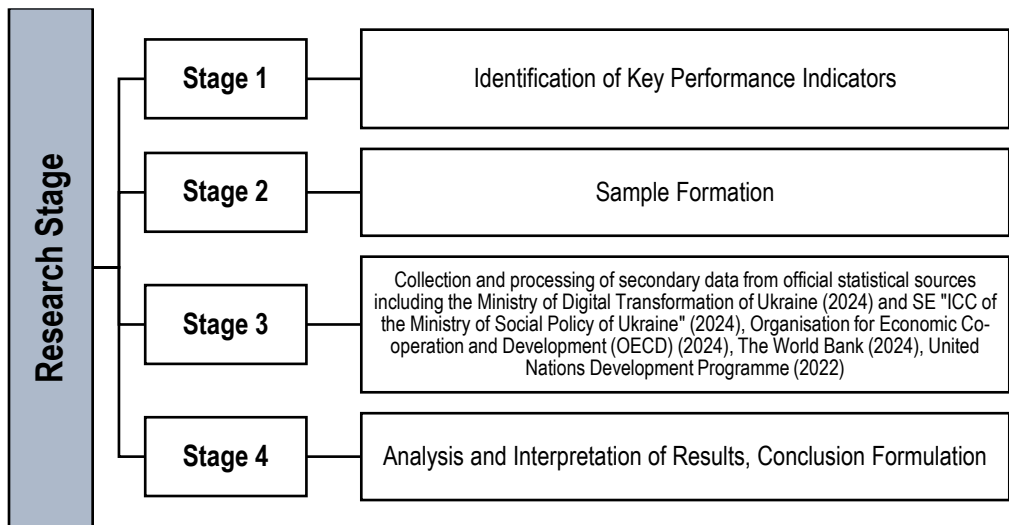 Research Stage
Stage 1
Identification of Key Performance Indicators
Stage 2
Sample Formation
Stage 3
Collection and processing of secondary data from official statistical sources
including the Ministry of Digital Transformation of Ukraine (2024) and SE "ICC of
the Ministry of Social Policy of Ukraine" (2024), Organisation for Economic Co-
operation and Development (OECD) (2024), The World Bank (2024), United
Nations Development Programme (2022)
Stage 4
Analysis and Interpretation of Results, Conclusion Formulation